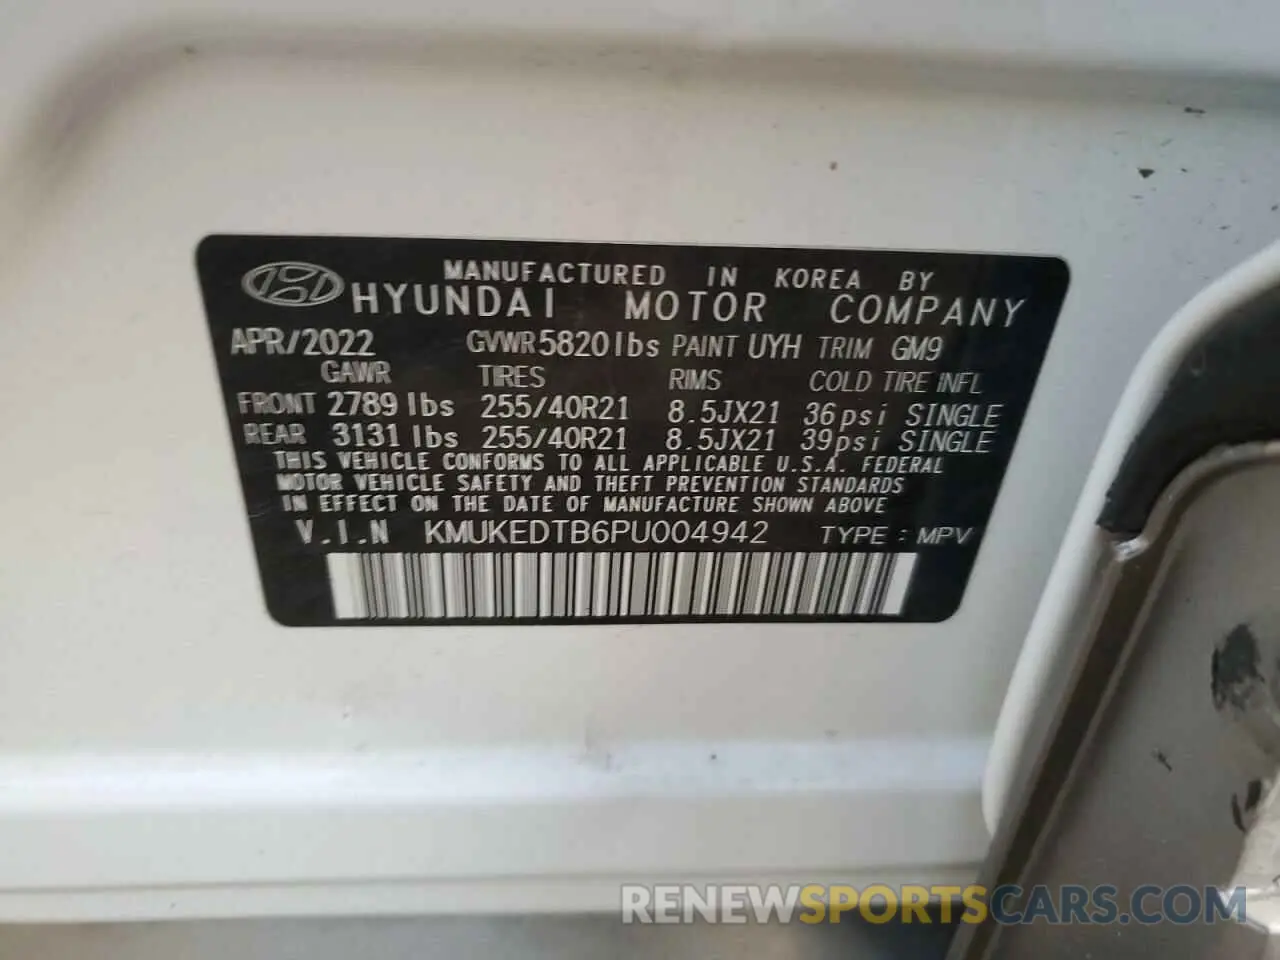 MANUFACTURED IN KOREA BY
HYUNDAI MOTOR COMPANY
APR/2022 GVWR 5820 lbs PAINT UYH TRIM GM9
GAWR TIRES RIMS COLD TIRE INFL
FRONT 2789 lbs 255/40R21 8.5JX21 36psi SINGLE
REAR 3131 lbs 255/40R21 8.5JX21 39psi SINGLE
THIS VEHICLE CONFORMS TO ALL APPLICABLE U.S.A. FEDERAL
MOTOR VEHICLE SAFETY AND THEFT PREVENTION STANDARDS
IN EFFECT ON THE DATE OF MANUFACTURE SHOWN ABOVE
V.I.N KMUKEDTB6PU004942 TYPE : MPV
RENEWSPORTSCARS.COM